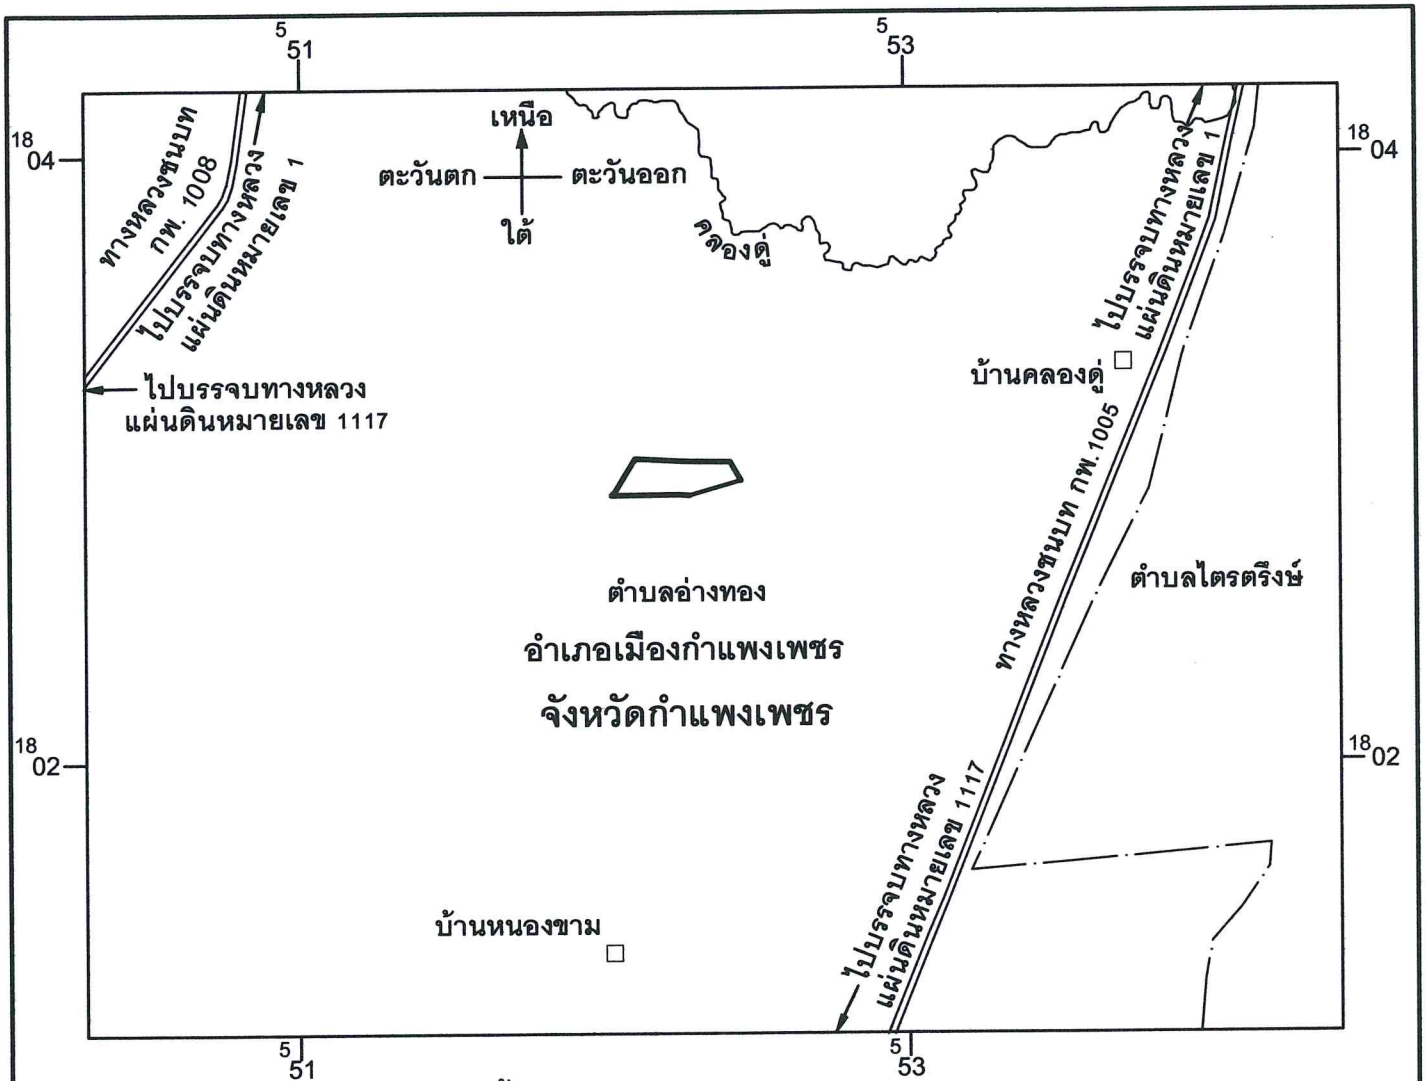 5
51
5
53
18
04
18
04
เหนือ
ตะวันตก
ตะวันออก
ใต้
ทางหลวงชนบท
กพ. 1008
ไปบรรจบทางหลวง
แผ่นดินหมายเลข 1
คลองดู่
ไปบรรจบทางหลวง
แผ่นดินหมายเลข 1
ไปบรรจบทางหลวง
แผ่นดินหมายเลข 1117
บ้านคลองดู่
ทางหลวงชนบท กพ. 1005
ตำบลไตรตรึงษ์
ตำบลอ่างทอง
อำเภอเมืองกำแพงเพชร
จังหวัดกำแพงเพชร
18
02
18
02
ไปบรรจบทางหลวง
แผ่นดินหมายเลข 1117
บ้านหนองขาม
5
51
5
53